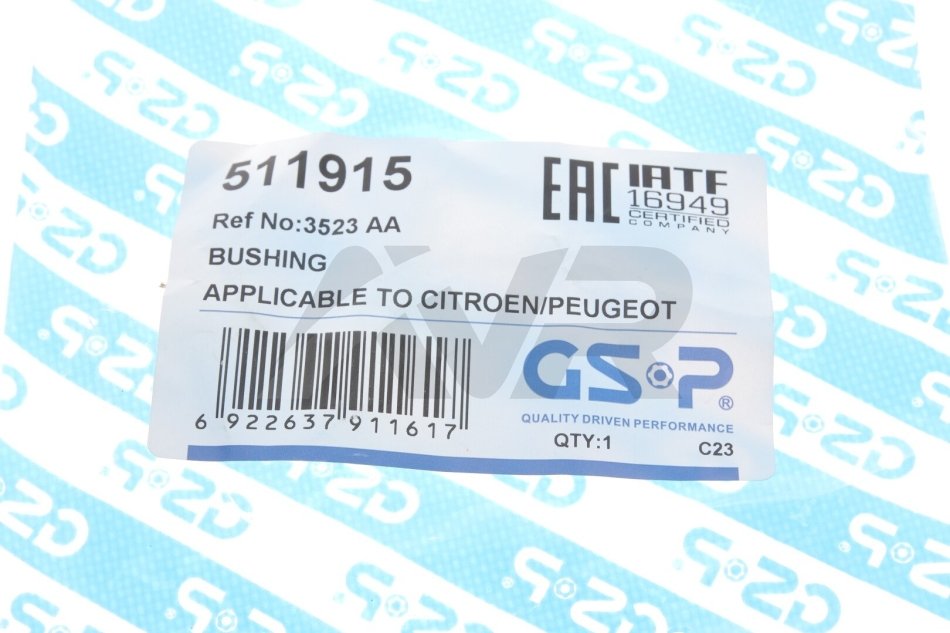 511915
Ref No:3523 AA
BUSHING
APPLICABLE TO CITROEN/PEUGEOT
6 922637 911617
EAC
IATF
16949
CERTIFIED
COMPANY
GSP®
QUALITY DRIVEN PERFORMANCE
QTY:1
C23
AVR